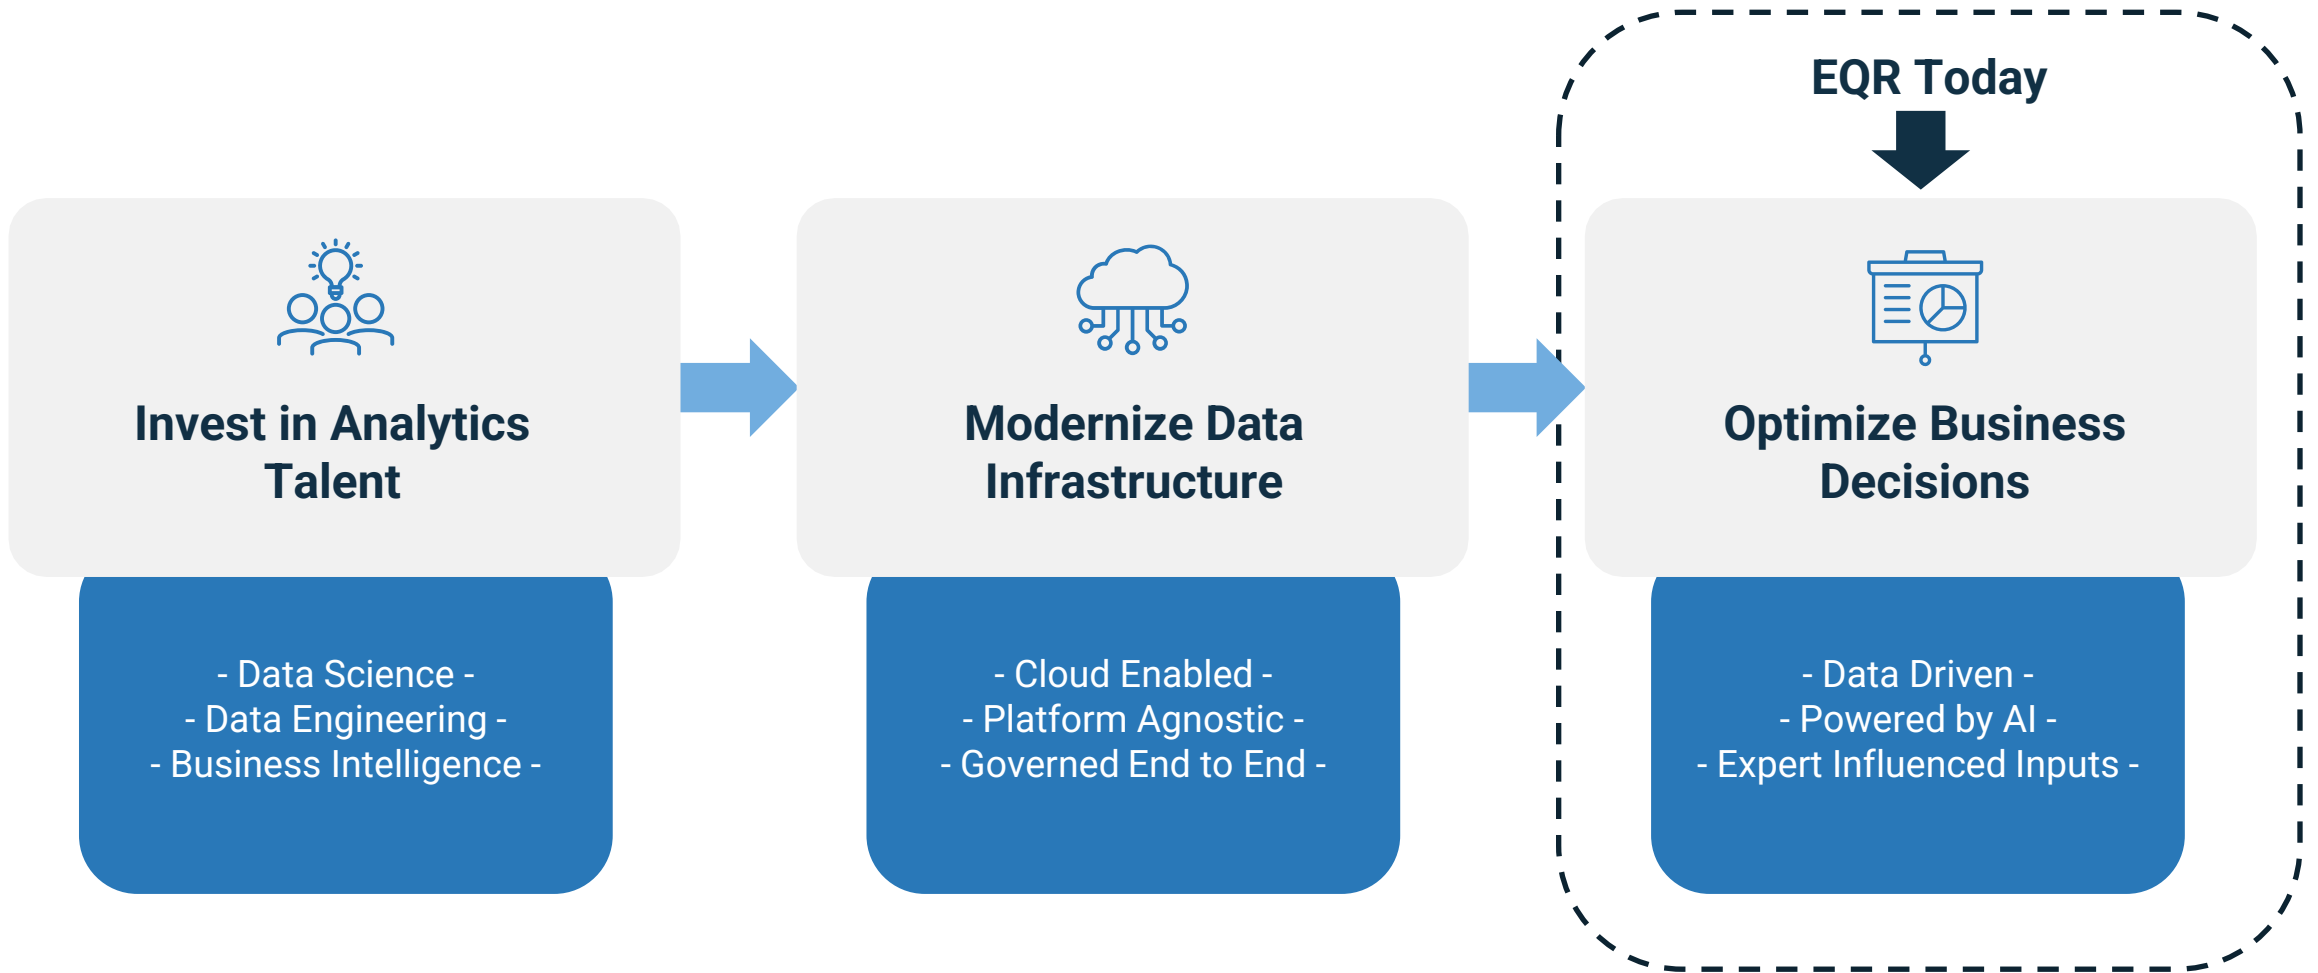 EQR Today
Invest in Analytics
Talent
- Data Science -
- Data Engineering -
- Business Intelligence -
Modernize Data
Infrastructure
- Cloud Enabled -
- Platform Agnostic -
- Governed End to End -
Optimize Business
Decisions
- Data Driven -
- Powered by AI -
- Expert Influenced Inputs -